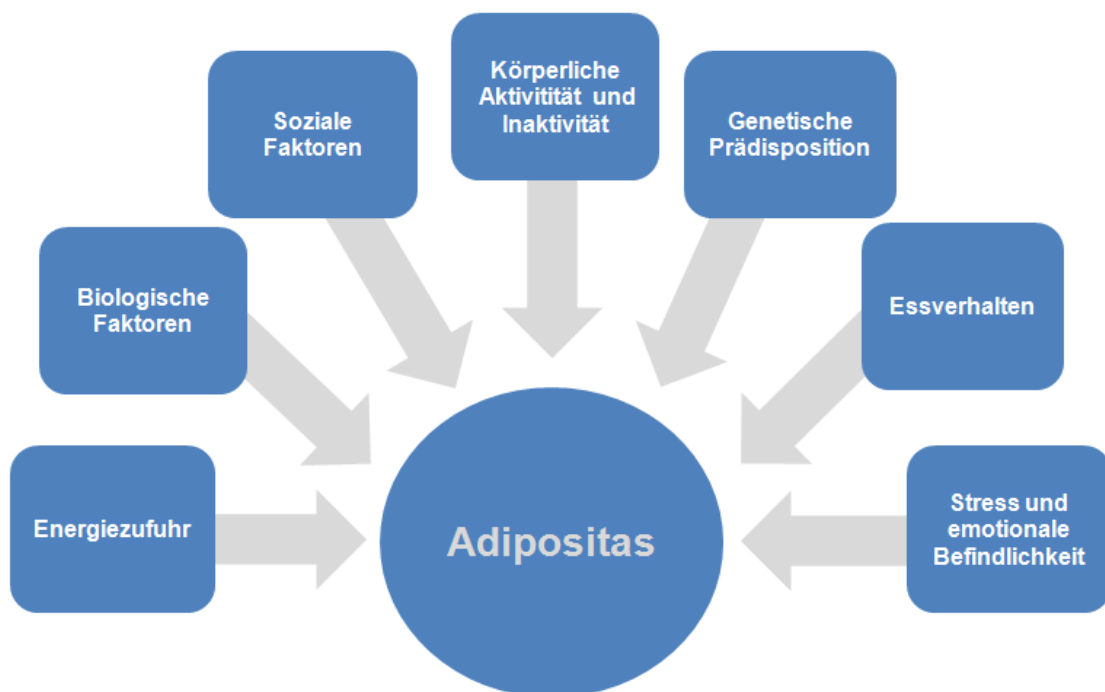 Körperliche
Aktivitität und
Inaktivität
Soziale
Faktoren
Genetische
Prädisposition
Biologische
Faktoren
Essverhalten
Energiezufuhr
Adipositas
Stress und
emotionale
Befindlichkeit